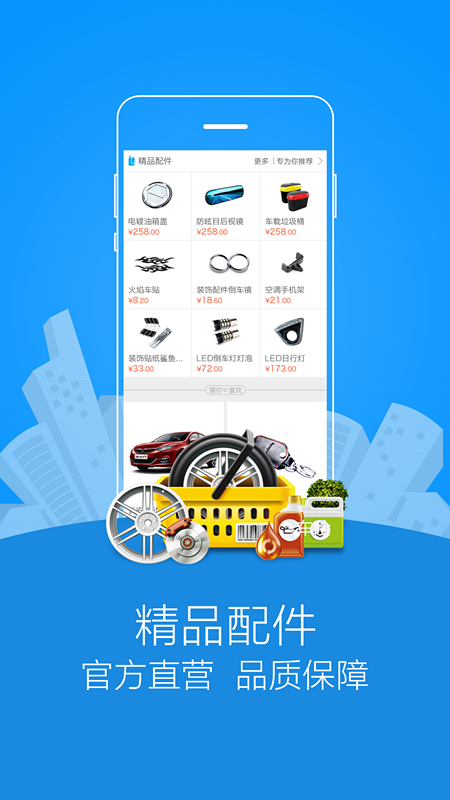 精品配件
更多 | 专为你推荐 >
电镀油箱盖
¥258.00
防眩目后视镜
¥258.00
车载垃圾桶
¥258.00
火焰车贴
¥8.20
装饰配件倒车镜
¥18.60
空调手机架
¥21.00
装饰贴纸鲨鱼...
¥33.00
LED倒车灯灯泡
¥72.00
LED日行灯
¥173.00
猜你♡喜欢
精品配件
官方直营 品质保障